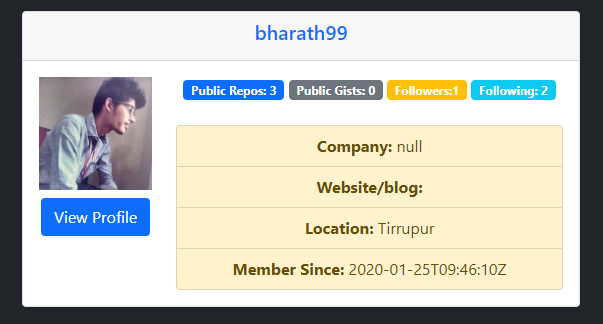 bharath99
Public Repos: 3 Public Gists: 0 Followers:1 Following: 2
Company: null
Website/blog:
Location: Tirrupur
Member Since: 2020-01-25T09:46:10Z
View Profile